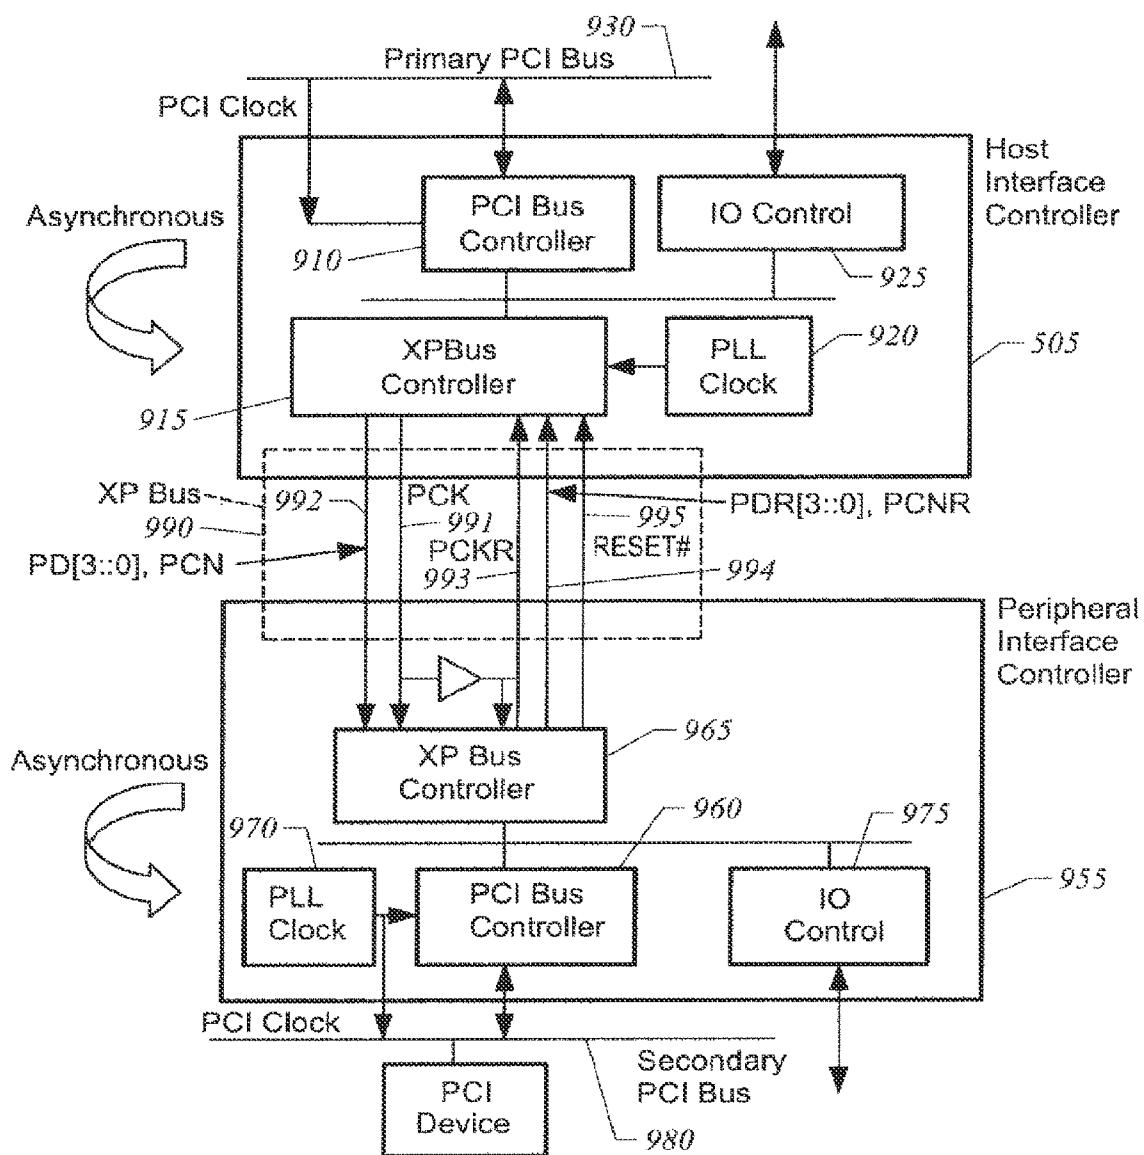 930
Primary PCI Bus
PCI Clock
Host
Interface
Controller
Asynchronous
PCI Bus
Controller
IO Control
910
925
XPBus
Controller
PLL
Clock
920
505
915
XP Bus
990
992
PCK
991
PDR[3::0], PCNR
995
RESET#
PD[3::0], PCN
PCKR
993
994
Peripheral
Interface
Controller
XP Bus
Controller
965
Asynchronous
970
960
975
PLL
Clock
PCI Bus
Controller
IO
Control
955
PCI Clock
Secondary
PCI Bus
PCI
Device
980